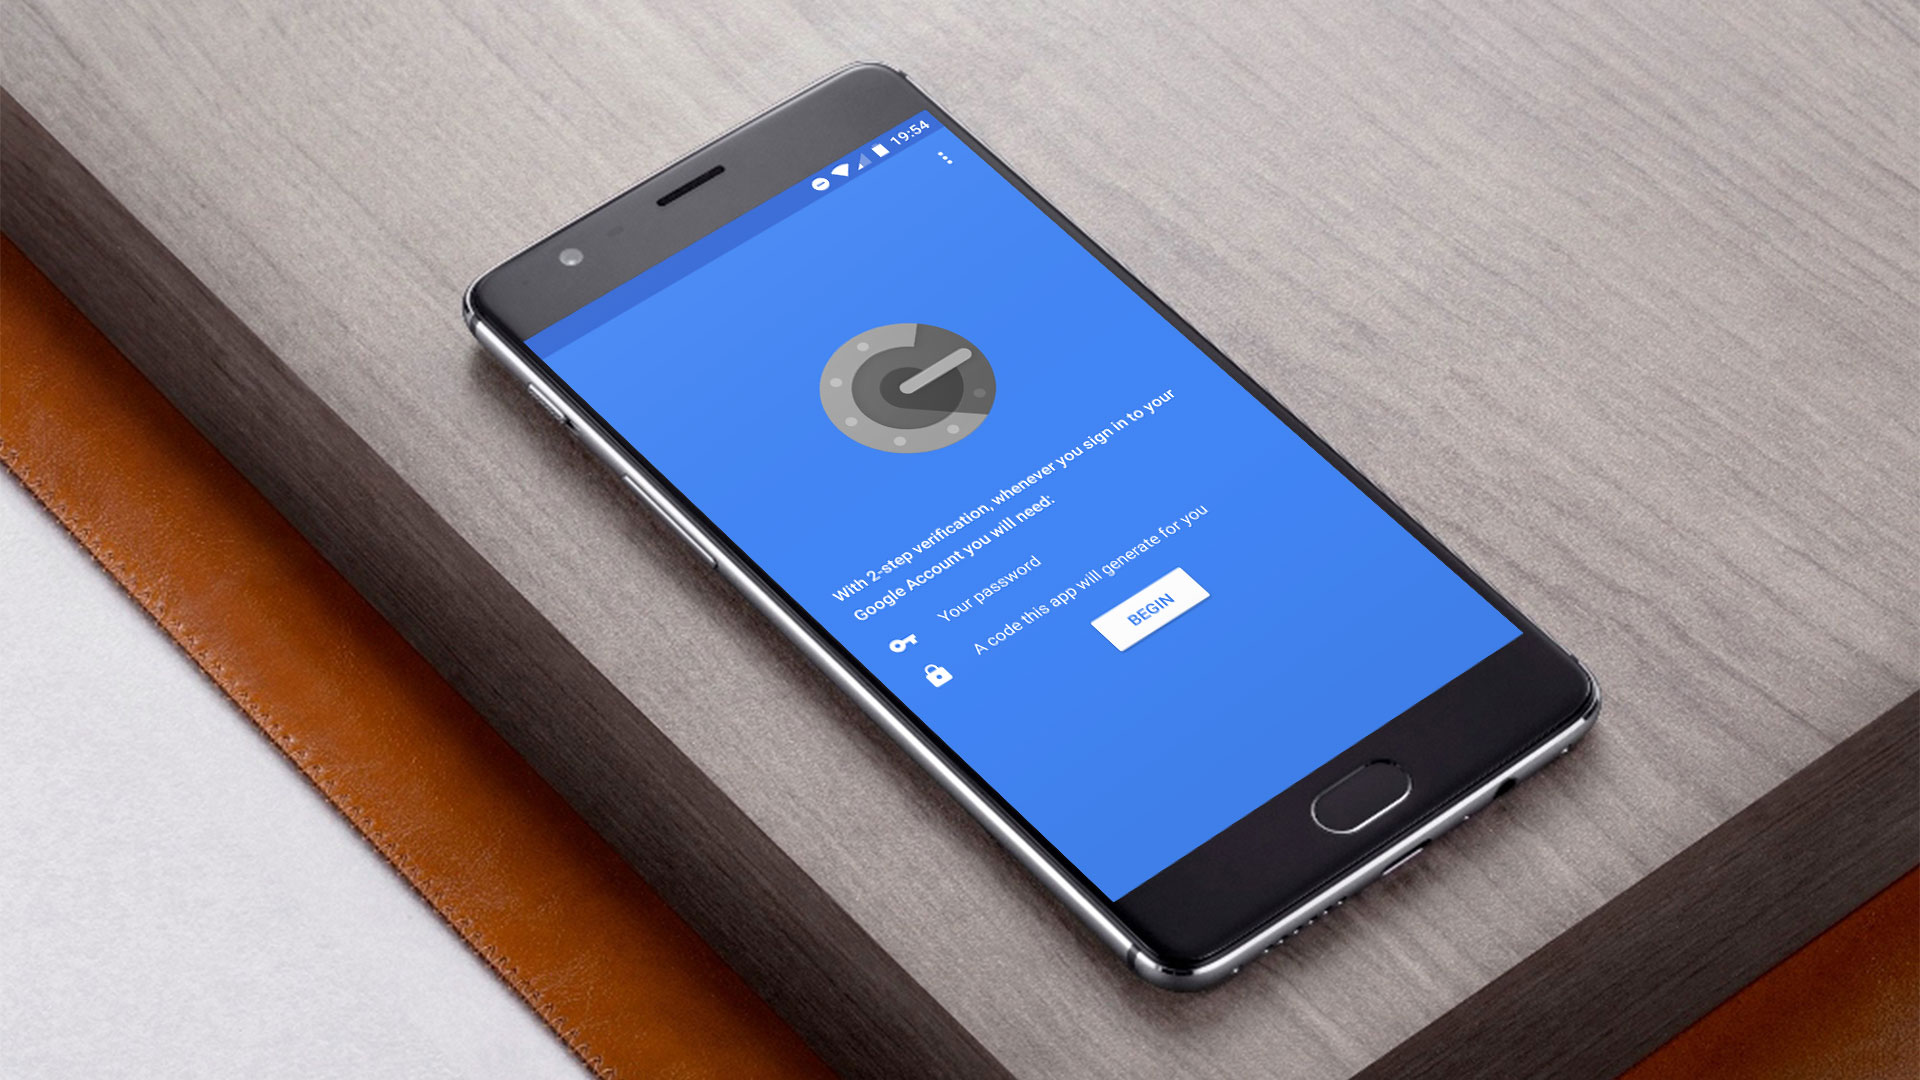 19:54
With 2-step verification, whenever you sign in to your
Google Account you will need:
Your password
A code this app will generate for you
BEGIN